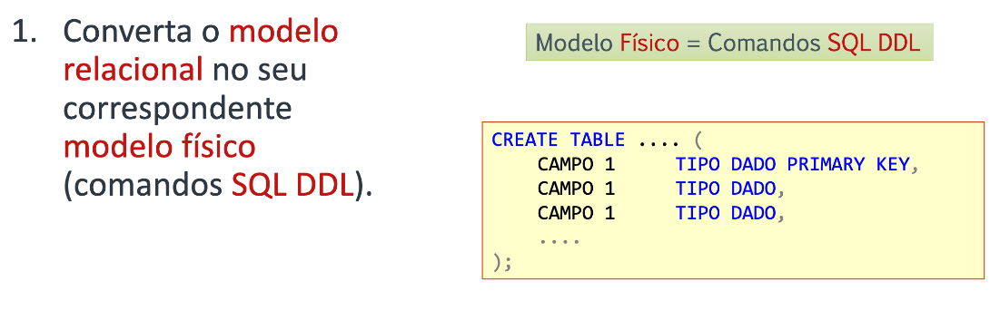 1. Converta o modelo
relacional no seu
correspondente
modelo físico
(comandos SQL DDL).
Modelo Físico = Comandos SQL DDL
CREATE TABLE .... (
CAMPO 1 TIPO DADO PRIMARY KEY,
CAMPO 1 TIPO DADO,
CAMPO 1 TIPO DADO,
....
);